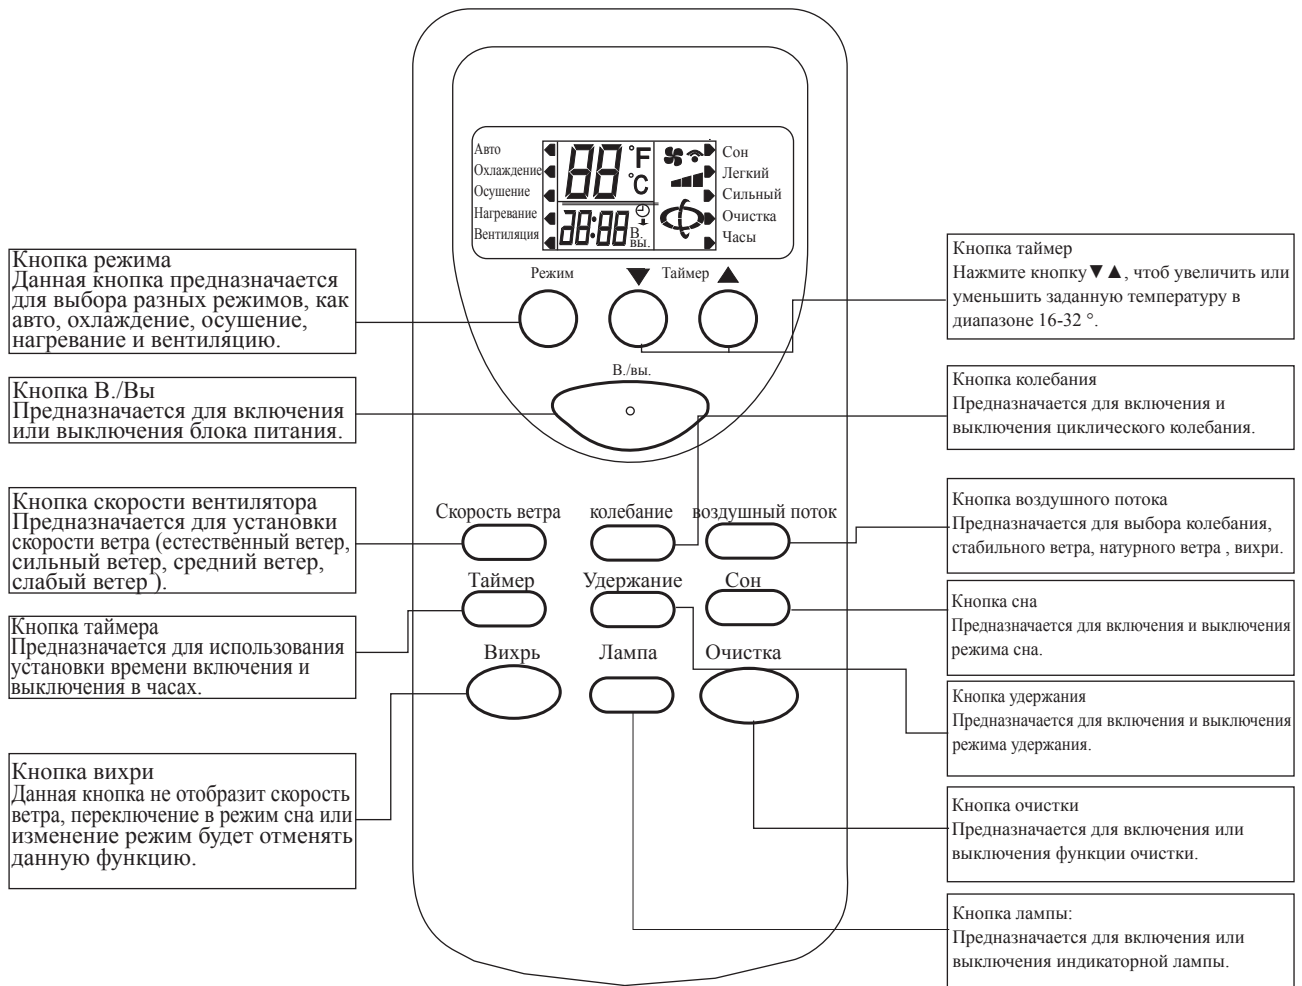 Авто
Охлаждение
Осушение
Нагревание
Вентиляция
88 °F
°C
28:88 В.
вы.
Сон
Легкий
Сильный
Очистка
Часы
Режим ▼ Таймер ▲
В./вы.
Скорость ветра колебание воздушный поток
Таймер Удержание Сон
Вихрь Лампа Очистка
Кнопка режима
Данная кнопка предназначается
для выбора разных режимов, как
авто, охлаждение, осушение,
нагревание и вентиляцию.
Кнопка В./Вы
Предназначается для включения
или выключения блока питания.
Кнопка скорости вентилятора
Предназначается для установки
скорости ветра (естественный ветер,
сильный ветер, средний ветер,
слабый ветер ).
Кнопка таймера
Предназначается для использования
установки времени включения и
выключения в часах.
Кнопка вихри
Данная кнопка не отобразит скорость
ветра, переключение в режим сна или
изменение режим будет отменять
данную функцию.
Кнопка таймер
Нажмите кнопку▼▲, чтоб увеличить или
уменьшить заданную температуру в
диапазоне 16-32 °.
Кнопка колебания
Предназначается для включения и
выключения циклического колебания.
Кнопка воздушного потока
Предназначается для выбора колебания,
стабильного ветра, натурного ветра , вихри.
Кнопка сна
Предназначается для включения и выключения
режима сна.
Кнопка удержания
Предназначается для включения и выключения
режима удержания.
Кнопка очистки
Предназначается для включения или
выключения функции очистки.
Кнопка лампы:
Предназначается для включения или
выключения индикаторной лампы.